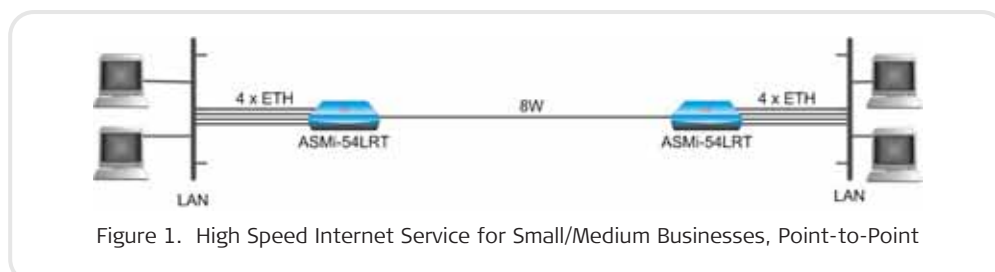 4 x ETH
8W
4 x ETH
ASMi-54LRT
ASMi-54LRT
LAN
LAN
Figure 1. High Speed Internet Service for Small/Medium Businesses, Point-to-Point